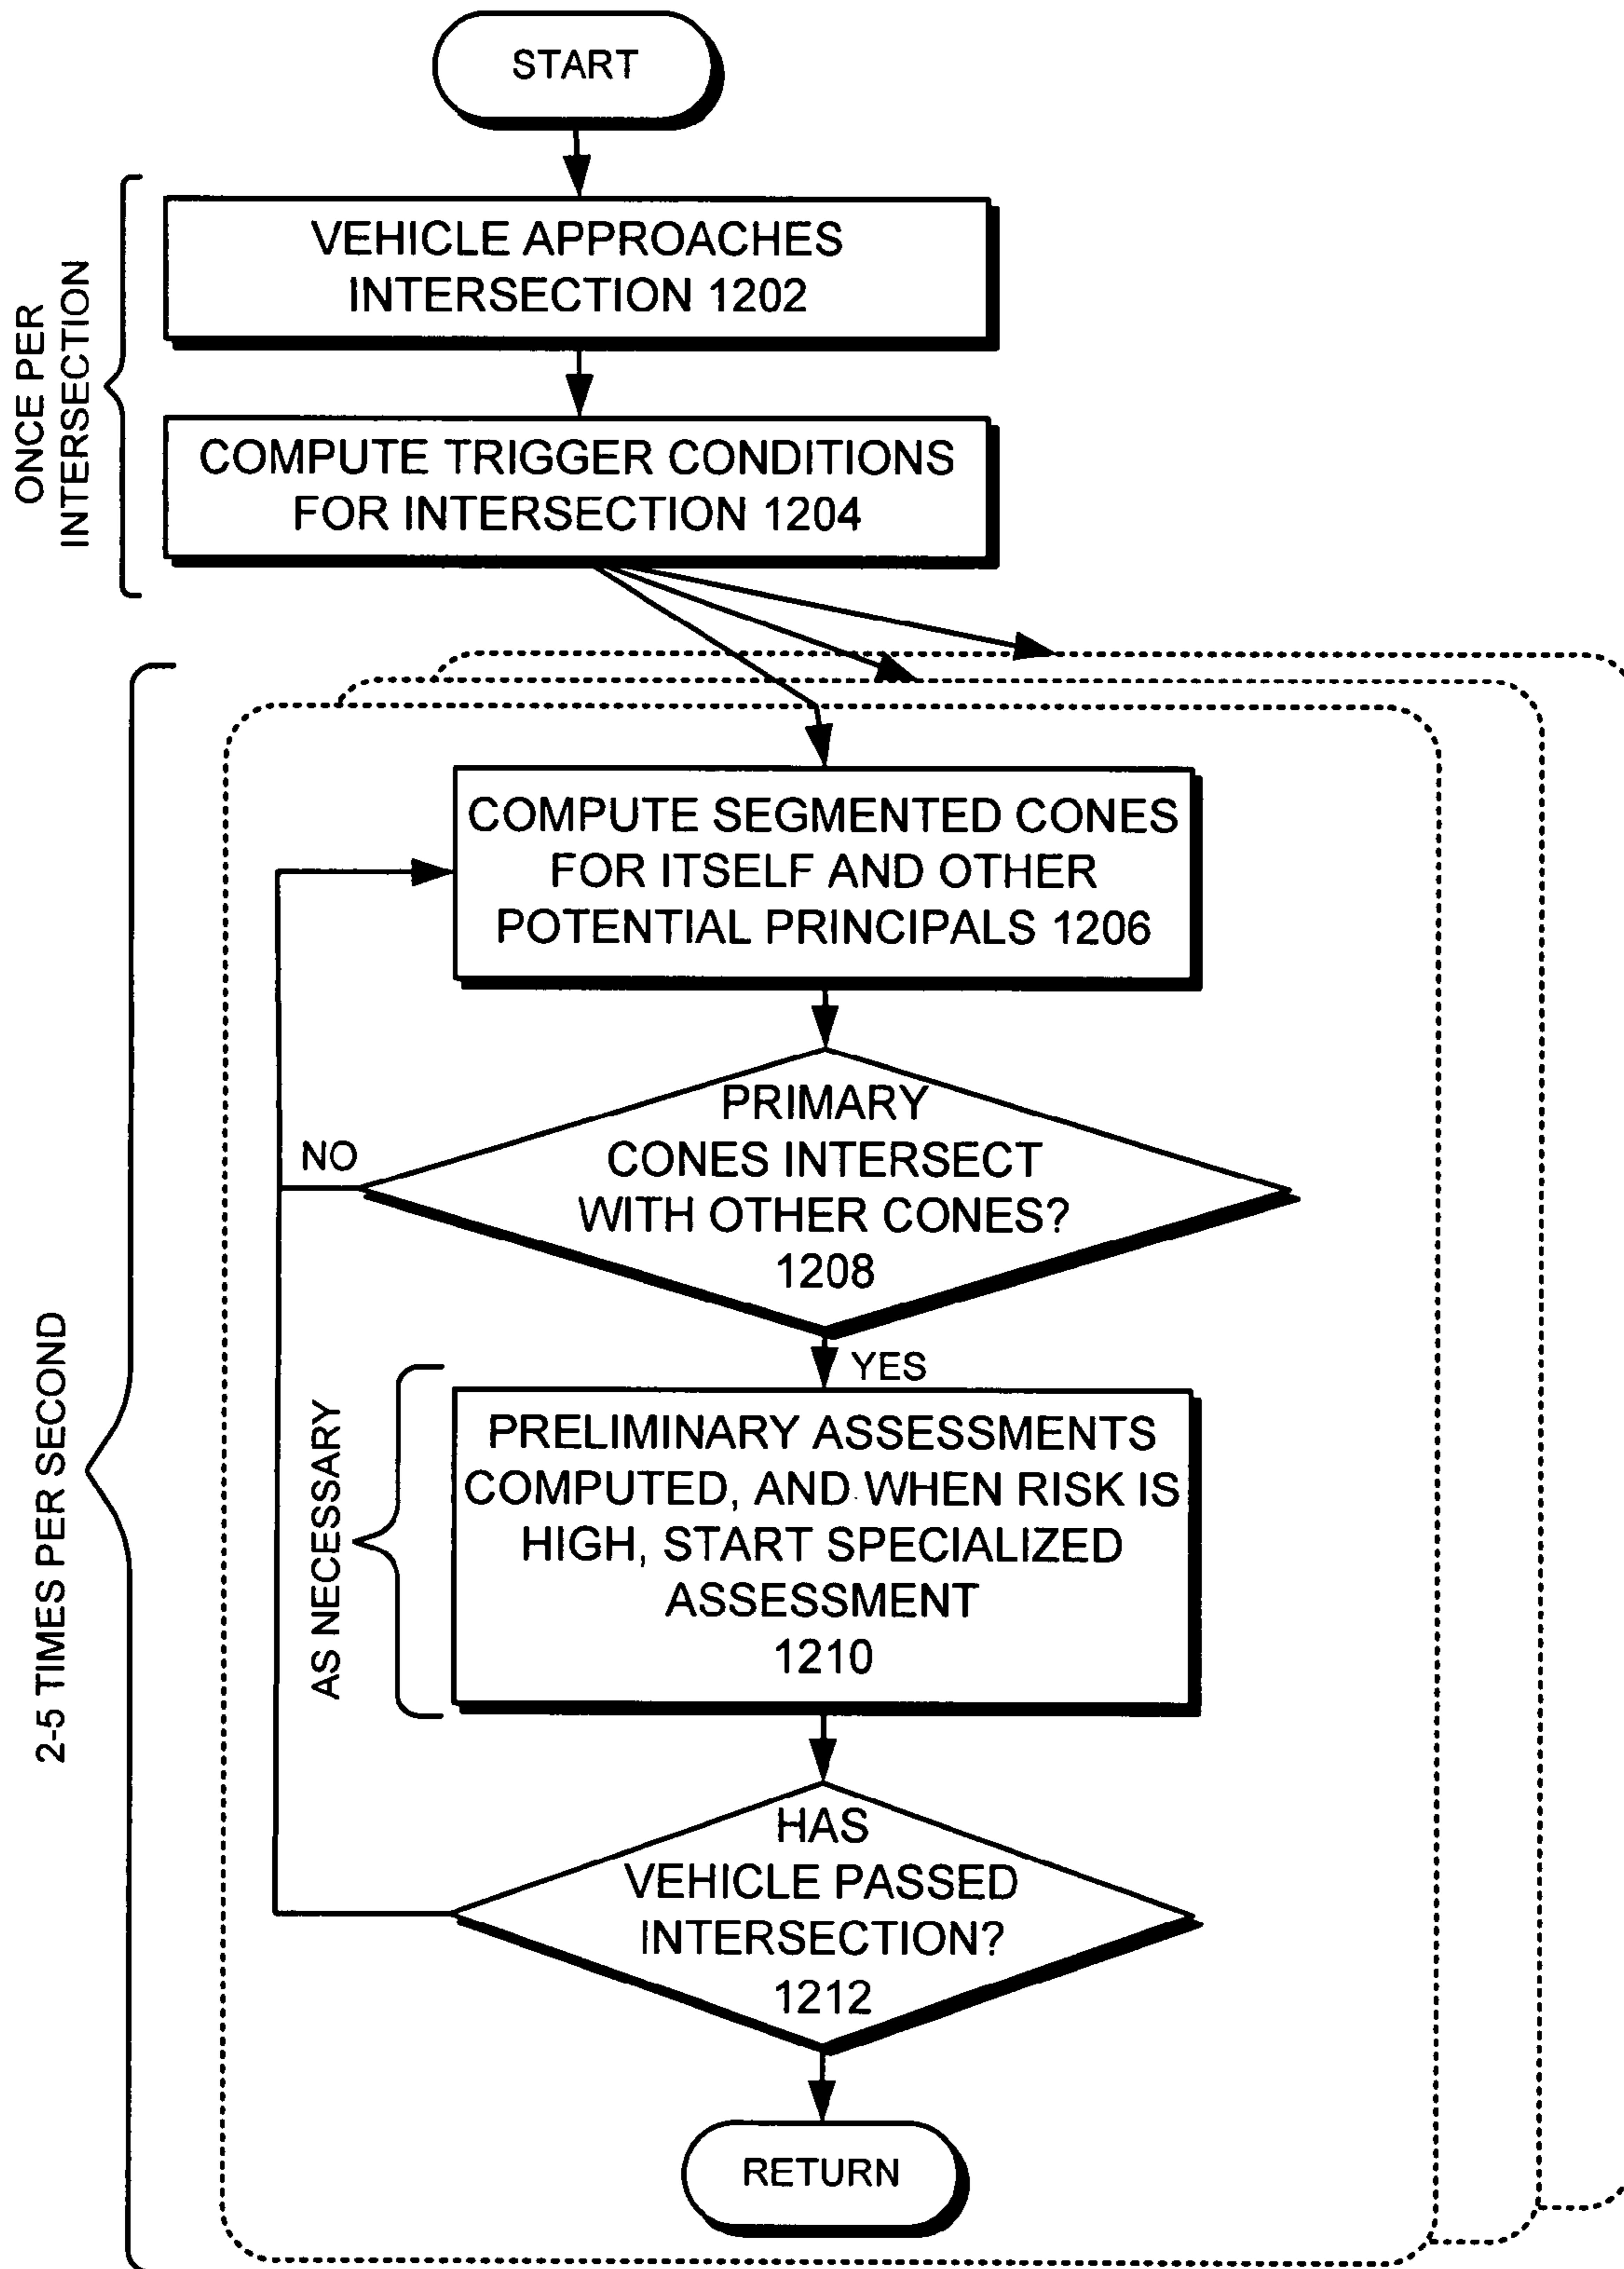 START
ONCE PER
INTERSECTION
VEHICLE APPROACHES
INTERSECTION 1202
COMPUTE TRIGGER CONDITIONS
FOR INTERSECTION 1204
2-5 TIMES PER SECOND
COMPUTE SEGMENTED CONES
FOR ITSELF AND OTHER
POTENTIAL PRINCIPALS 1206
PRIMARY
CONES INTERSECT
WITH OTHER CONES?
1208
NO
YES
AS NECESSARY
PRELIMINARY ASSESSMENTS
COMPUTED, AND WHEN RISK IS
HIGH, START SPECIALIZED
ASSESSMENT
1210
HAS
VEHICLE PASSED
INTERSECTION?
1212
RETURN